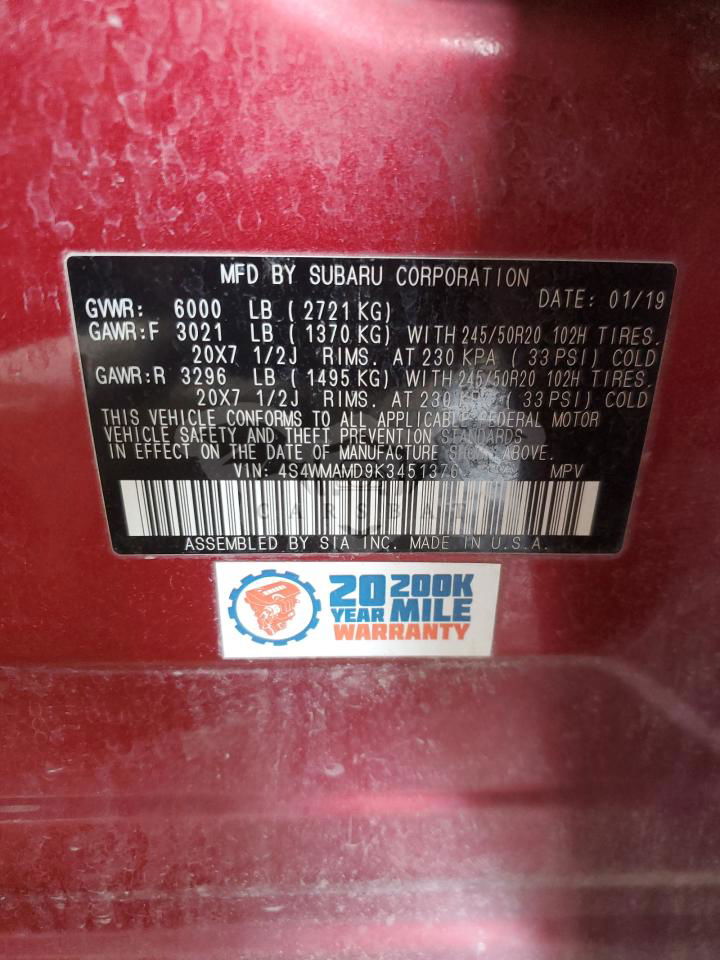 MFD BY SUBARU CORPORATION
DATE: 01/19
GVWR: 6000 LB ( 2721 KG)
GAWR:F 3021 LB ( 1370 KG) WITH 245/50R20 102H TIRES.
20X7 1/2J RIMS. AT 230 KPA ( 33 PSI) COLD
GAWR:R 3296 LB ( 1495 KG) WITH 245/50R20 102H TIRES.
20X7 1/2J RIMS. AT 230 KPA ( 33 PSI) COLD
THIS VEHICLE CONFORMS TO ALL APPLICABLE FEDERAL MOTOR
VEHICLE SAFETY AND THEFT PREVENTION STANDARDS
IN EFFECT ON THE DATE OF MANUFACTURE SHOWN ABOVE.
VIN: MPV
ASSEMBLED BY SIA INC. MADE IN U.S.A.
20 YEAR 200K MILE
WARRANTY